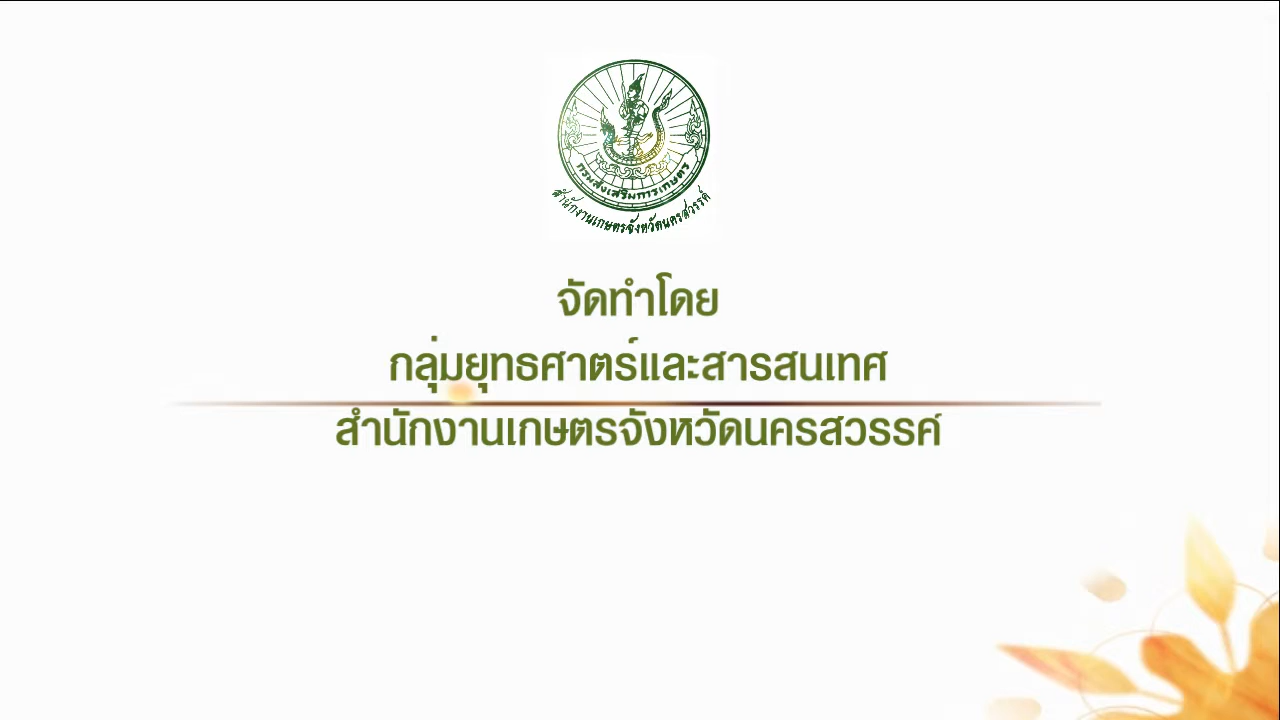 กรมส่งเสริมการเกษตร
สำนักงานเกษตรจังหวัดนครสวรรค์
จัดทำโดย
กลุ่มยุทธศาตร์และสารสนเทศ
สำนักงานเกษตรจังหวัดนครสวรรค์